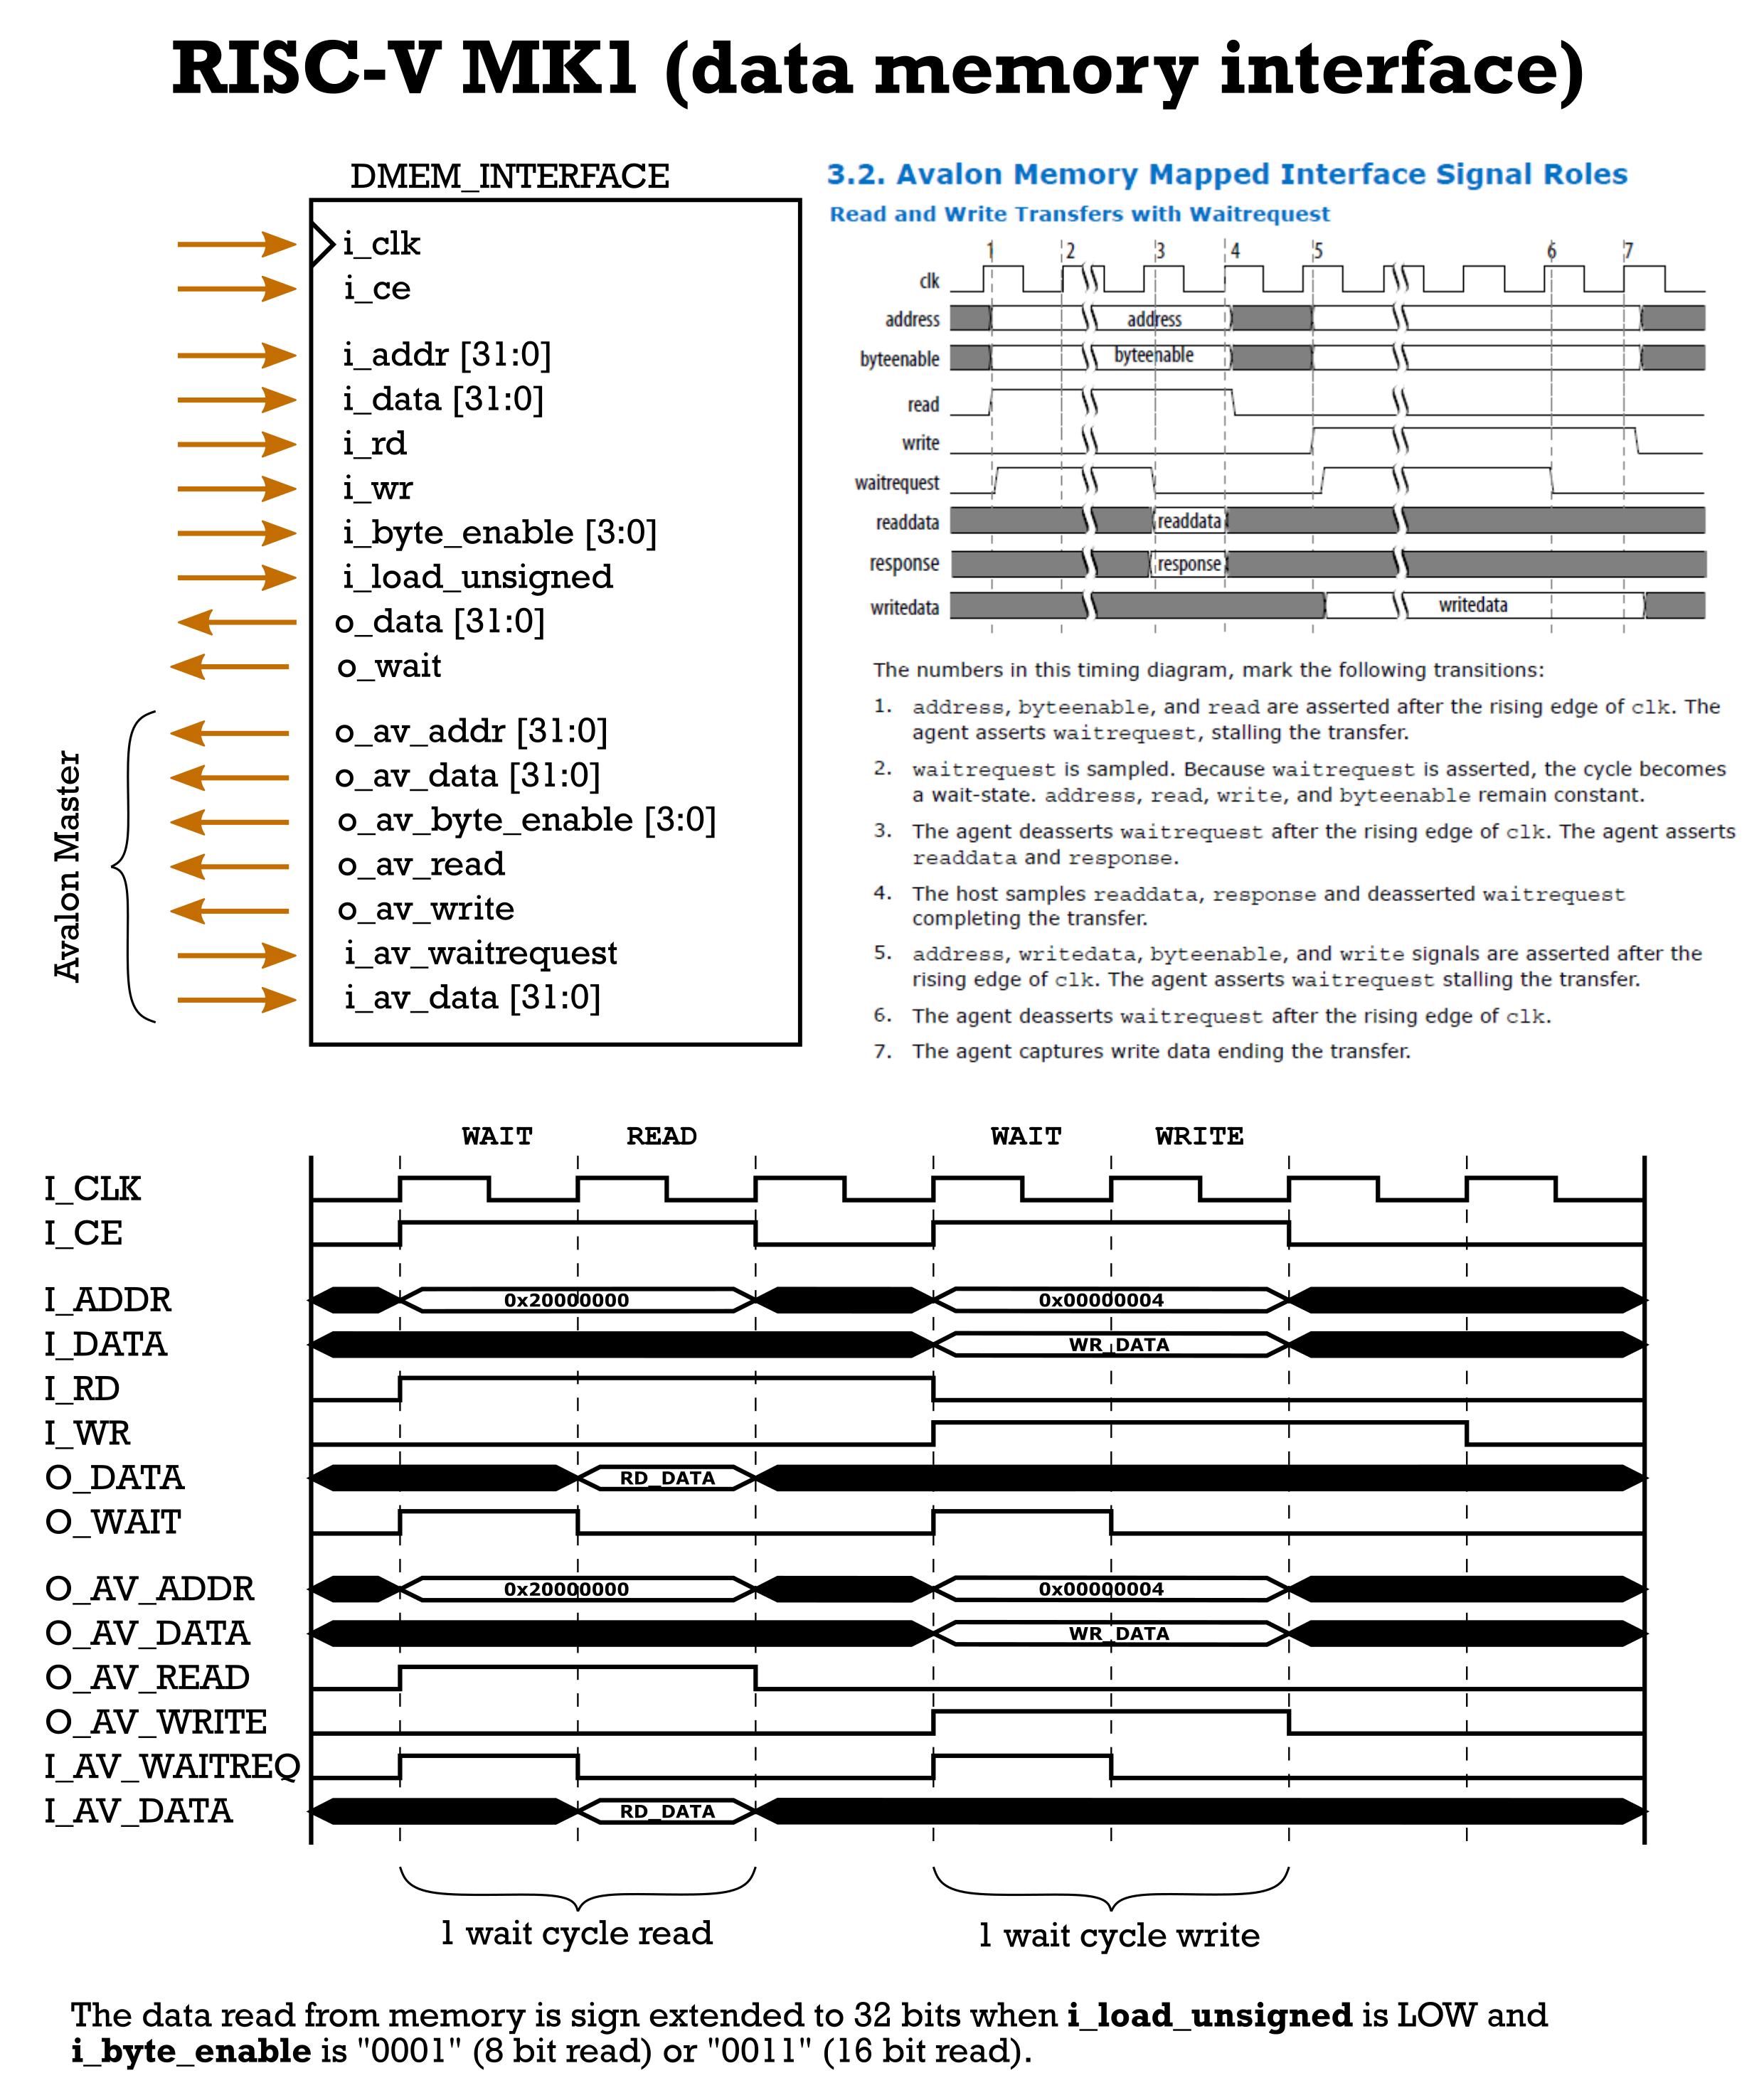 RISC-V MK1 (data memory interface)
DMEM_INTERFACE
i_clk
i_ce
i_addr [31:0]
i_data [31:0]
i_rd
i_wr
i_byte_enable [3:0]
i_load_unsigned
o_data [31:0]
o_wait
Avalon Master
o_av_addr [31:0]
o_av_data [31:0]
o_av_byte_enable [3:0]
o_av_read
o_av_write
i_av_waitrequest
i_av_data [31:0]
3.2. Avalon Memory Mapped Interface Signal Roles
Read and Write Transfers with Waitrequest
1 2 3 4 5 6 7
clk
address address
byteenable byteenable
read
write
waitrequest
readdata readdata
response response
writedata writedata
The numbers in this timing diagram, mark the following transitions:
1. address, byteenable, and read are asserted after the rising edge of clk. The
agent asserts waitrequest, stalling the transfer.
2. waitrequest is sampled. Because waitrequest is asserted, the cycle becomes
a wait-state. address, read, write, and byteenable remain constant.
3. The agent deasserts waitrequest after the rising edge of clk. The agent asserts
readdata and response.
4. The host samples readdata, response and deasserted waitrequest
completing the transfer.
5. address, writedata, byteenable, and write signals are asserted after the
rising edge of clk. The agent asserts waitrequest stalling the transfer.
6. The agent deasserts waitrequest after the rising edge of clk.
7. The agent captures write data ending the transfer.
WAIT READ WAIT WRITE
I_CLK
I_CE
I_ADDR 0x20000000 0x00000004
I_DATA WR_DATA
I_RD
I_WR
O_DATA RD_DATA
O_WAIT
O_AV_ADDR 0x20000000 0x00000004
O_AV_DATA WR_DATA
O_AV_READ
O_AV_WRITE
I_AV_WAITREQ
I_AV_DATA RD_DATA
1 wait cycle read 1 wait cycle write
The data read from memory is sign extended to 32 bits when i_load_unsigned is LOW and
i_byte_enable is "0001" (8 bit read) or "0011" (16 bit read).